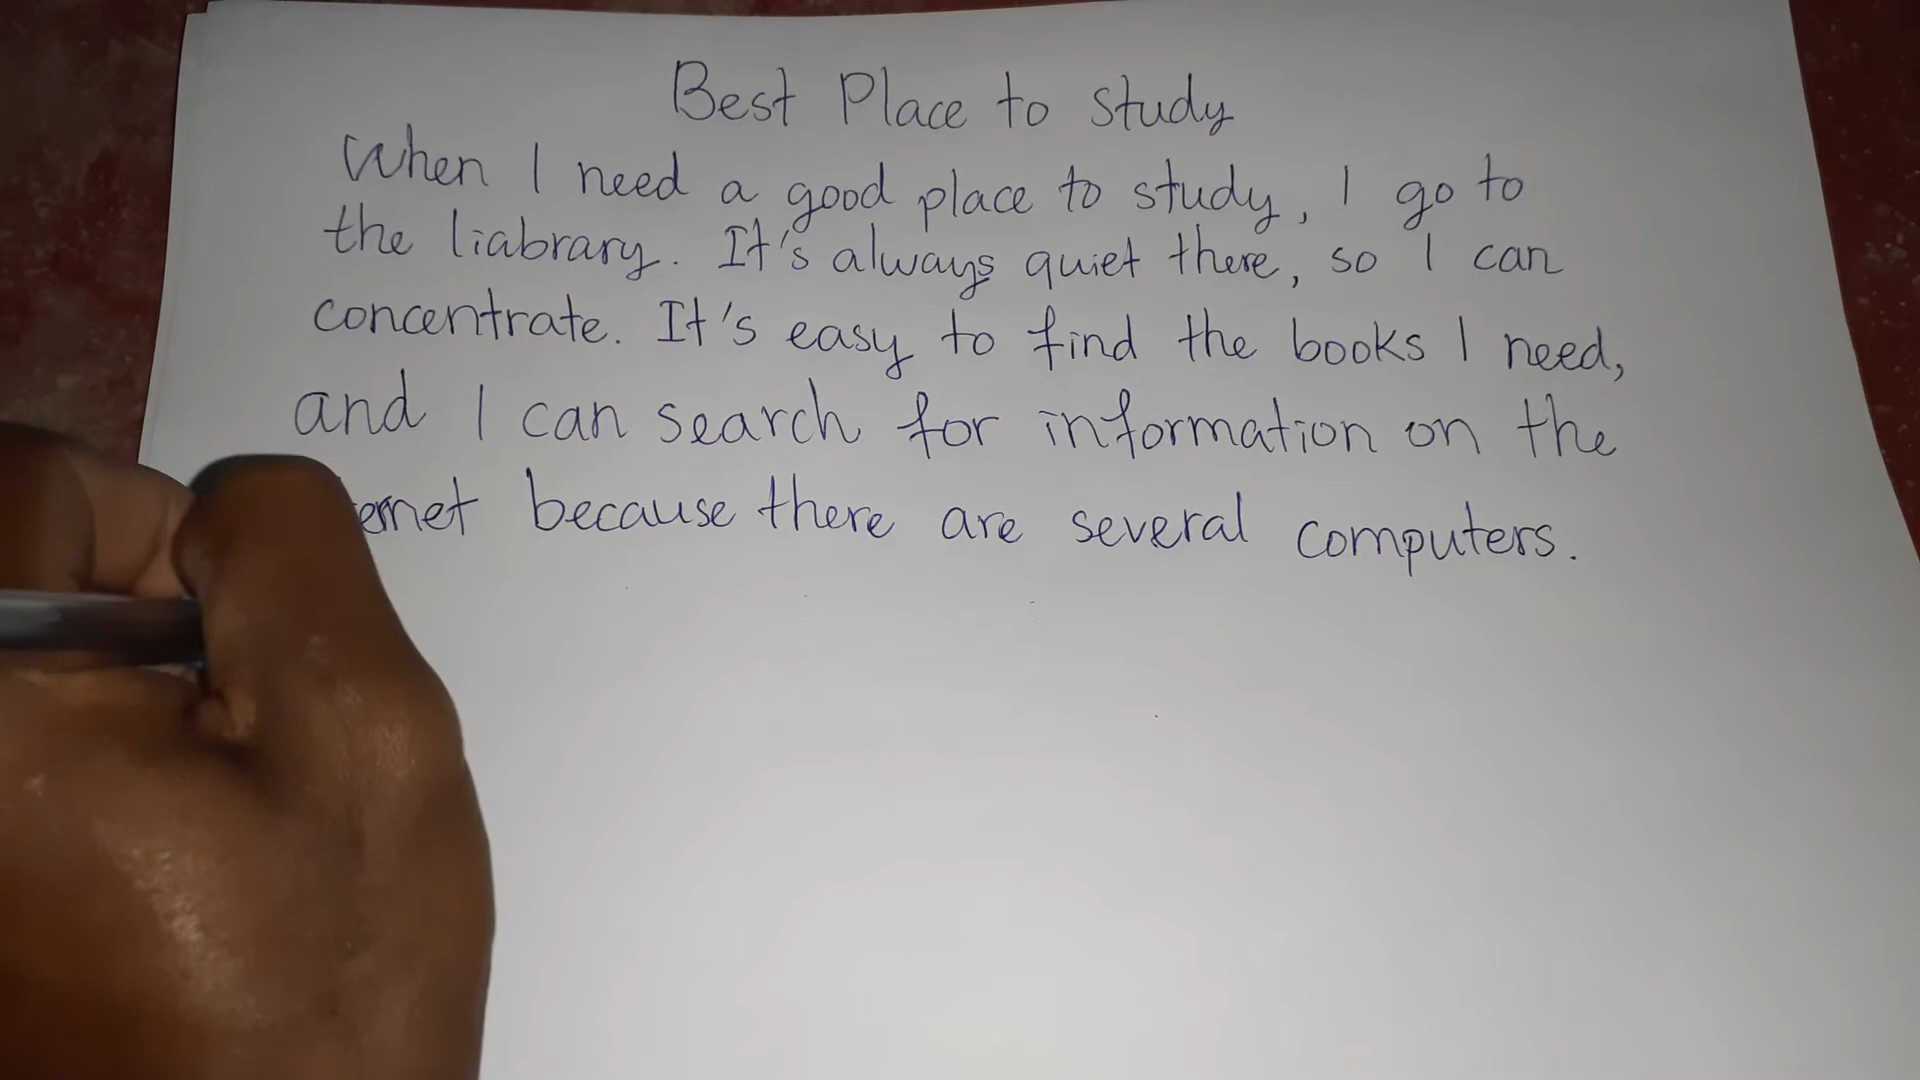 Best Place to study
When I need a good place to study, I go to
the liabrary. It's always quiet there, so I can
concentrate. It's easy to find the books I need,
and I can search for information on the
ernet because there are several computers.